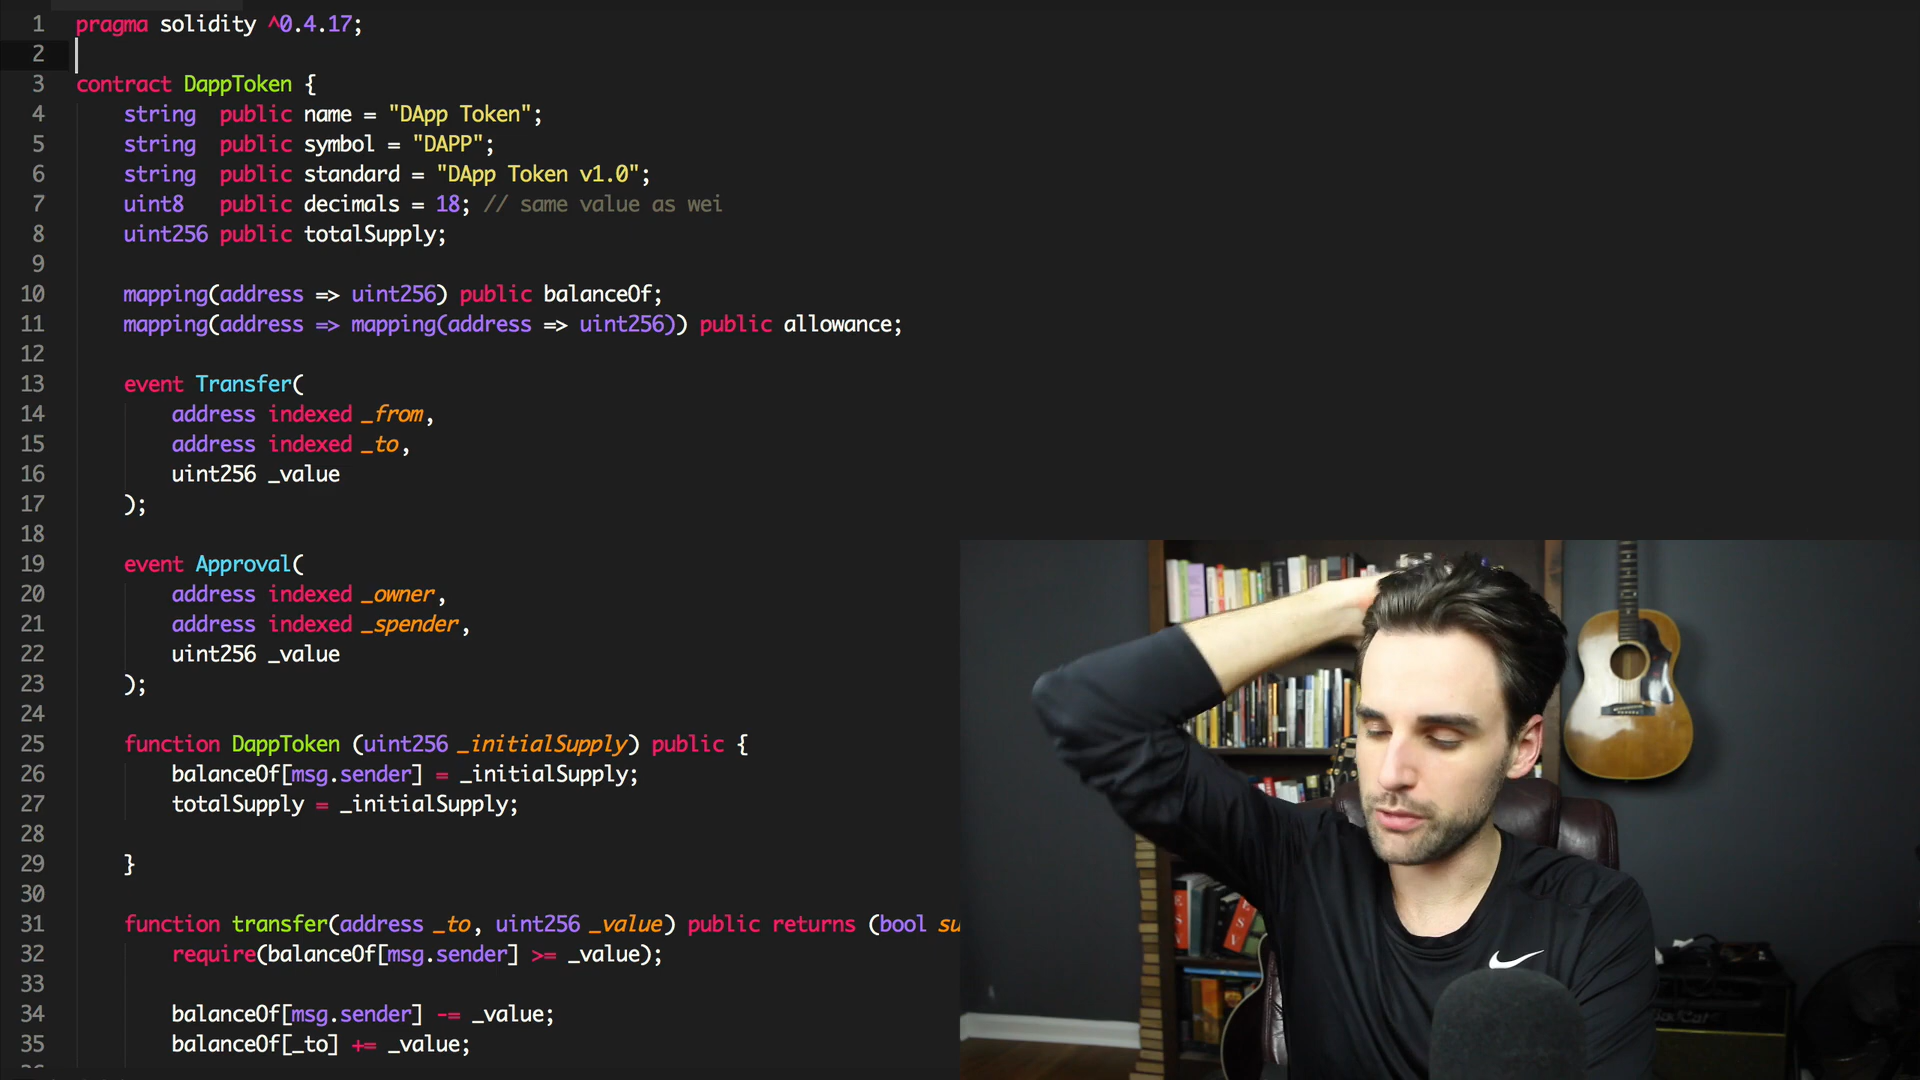 1 pragma solidity ^0.4.17;
2
3 contract DappToken {
4 string public name = "DApp Token";
5 string public symbol = "DAPP";
6 string public standard = "DApp Token v1.0";
7 uint8 public decimals = 18; // same value as wei
8 uint256 public totalSupply;
9
10 mapping(address => uint256) public balanceOf;
11 mapping(address => mapping(address => uint256)) public allowance;
12
13 event Transfer(
14 address indexed _from,
15 address indexed _to,
16 uint256 _value
17 );
18
19 event Approval(
20 address indexed _owner,
21 address indexed _spender,
22 uint256 _value
23 );
24
25 function DappToken (uint256 _initialSupply) public {
26 balanceOf[msg.sender] = _initialSupply;
27 totalSupply = _initialSupply;
28
29 }
30
31 function transfer(address _to, uint256 _value) public returns (bool su
32 require(balanceOf[msg.sender] >= _value);
33
34 balanceOf[msg.sender] -= _value;
35 balanceOf[_to] += _value;